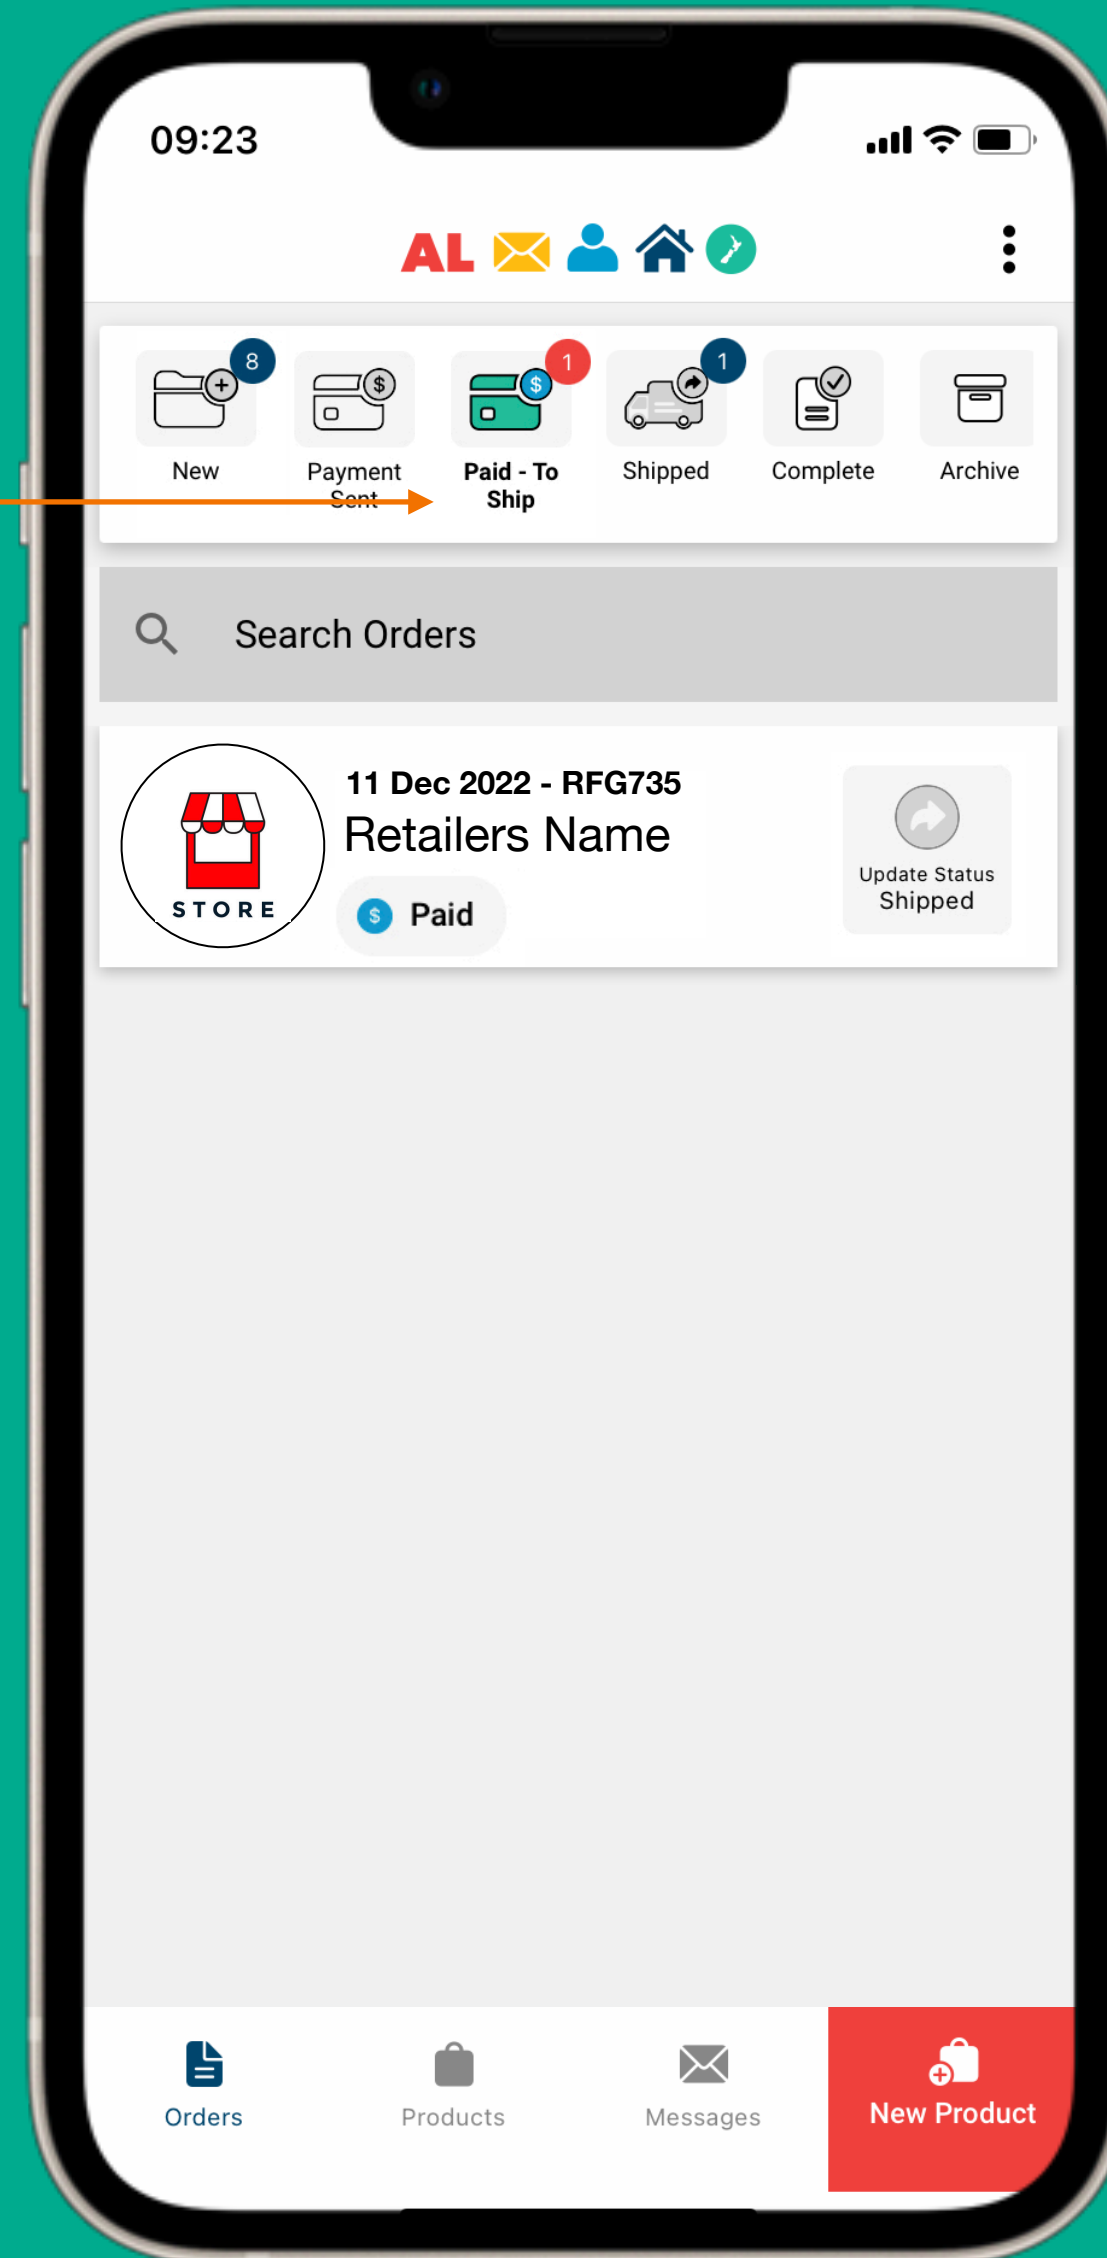 09:23
AL
8
1
1
New
Payment
Sent
Paid - To
Ship
Shipped
Complete
Archive
Search Orders
STORE
11 Dec 2022 - RFG735
Retailers Name
$ Paid
Update Status
Shipped
Orders
Products
Messages
New Product